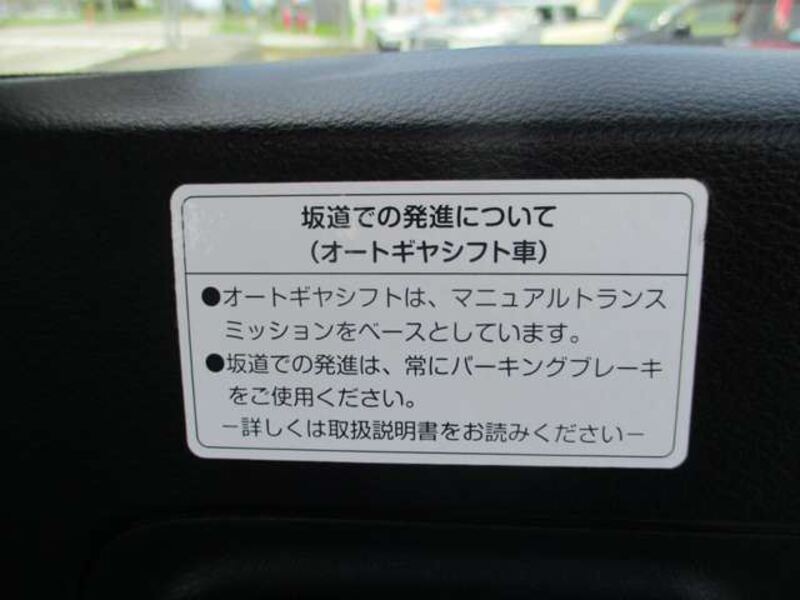 坂道での発進について
（オートギヤシフト車）
●オートギヤシフトは、マニュアルトランス
ミッションをベースとしています。
●坂道での発進は、常にパーキングブレーキ
をご使用ください。
－詳しくは取扱説明書をお読みください－